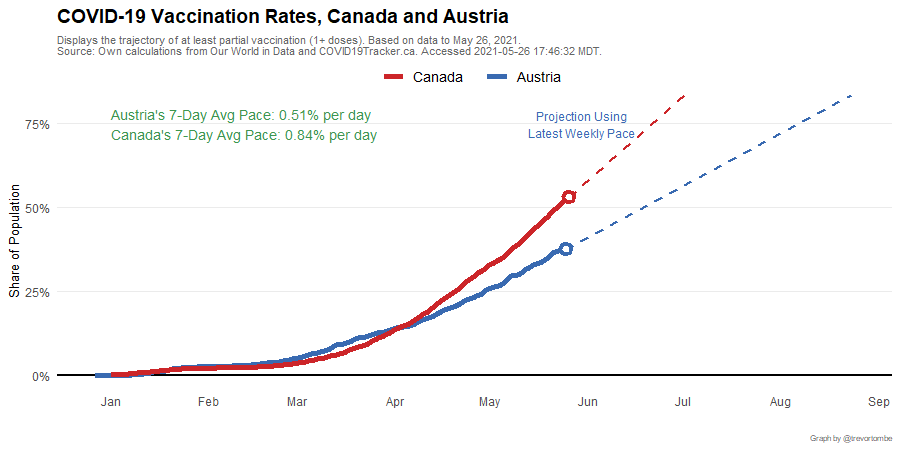 COVID-19 Vaccination Rates, Canada and Austria
Displays the trajectory of at least partial vaccination (1+ doses). Based on data to May 26, 2021.
Source: Own calculations from Our World in Data and COVID19Tracker.ca. Accessed 2021-05-26 17:46:32 MDT.
Canada Austria
Austria's 7-Day Avg Pace: 0.51% per day
Canada's 7-Day Avg Pace: 0.84% per day
Projection Using
Latest Weekly Pace
Share of Population
75%
50%
25%
0%
Jan Feb Mar Apr May Jun Jul Aug Sep
Graph by @trevortombe